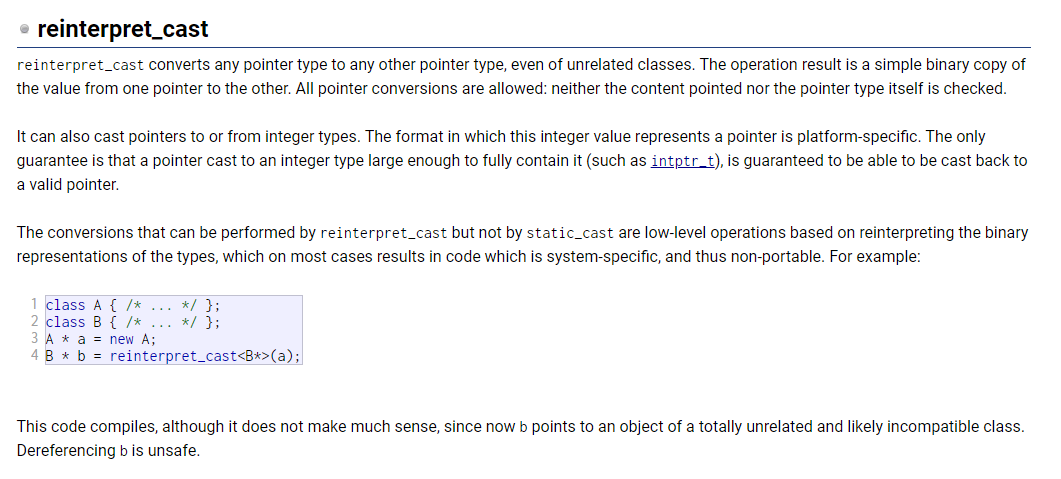 reinterpret_cast
reinterpret_cast converts any pointer type to any other pointer type, even of unrelated classes. The operation result is a simple binary copy of
the value from one pointer to the other. All pointer conversions are allowed: neither the content pointed nor the pointer type itself is checked.
It can also cast pointers to or from integer types. The format in which this integer value represents a pointer is platform-specific. The only
guarantee is that a pointer cast to an integer type large enough to fully contain it (such as intptr_t), is guaranteed to be able to be cast back to
a valid pointer.
The conversions that can be performed by reinterpret_cast but not by static_cast are low-level operations based on reinterpreting the binary
representations of the types, which on most cases results in code which is system-specific, and thus non-portable. For example:
1 class A { /* ... */ };
2 class B { /* ... */ };
3 A * a = new A;
4 B * b = reinterpret_cast<B*>(a);
This code compiles, although it does not make much sense, since now b points to an object of a totally unrelated and likely incompatible class.
Dereferencing b is unsafe.